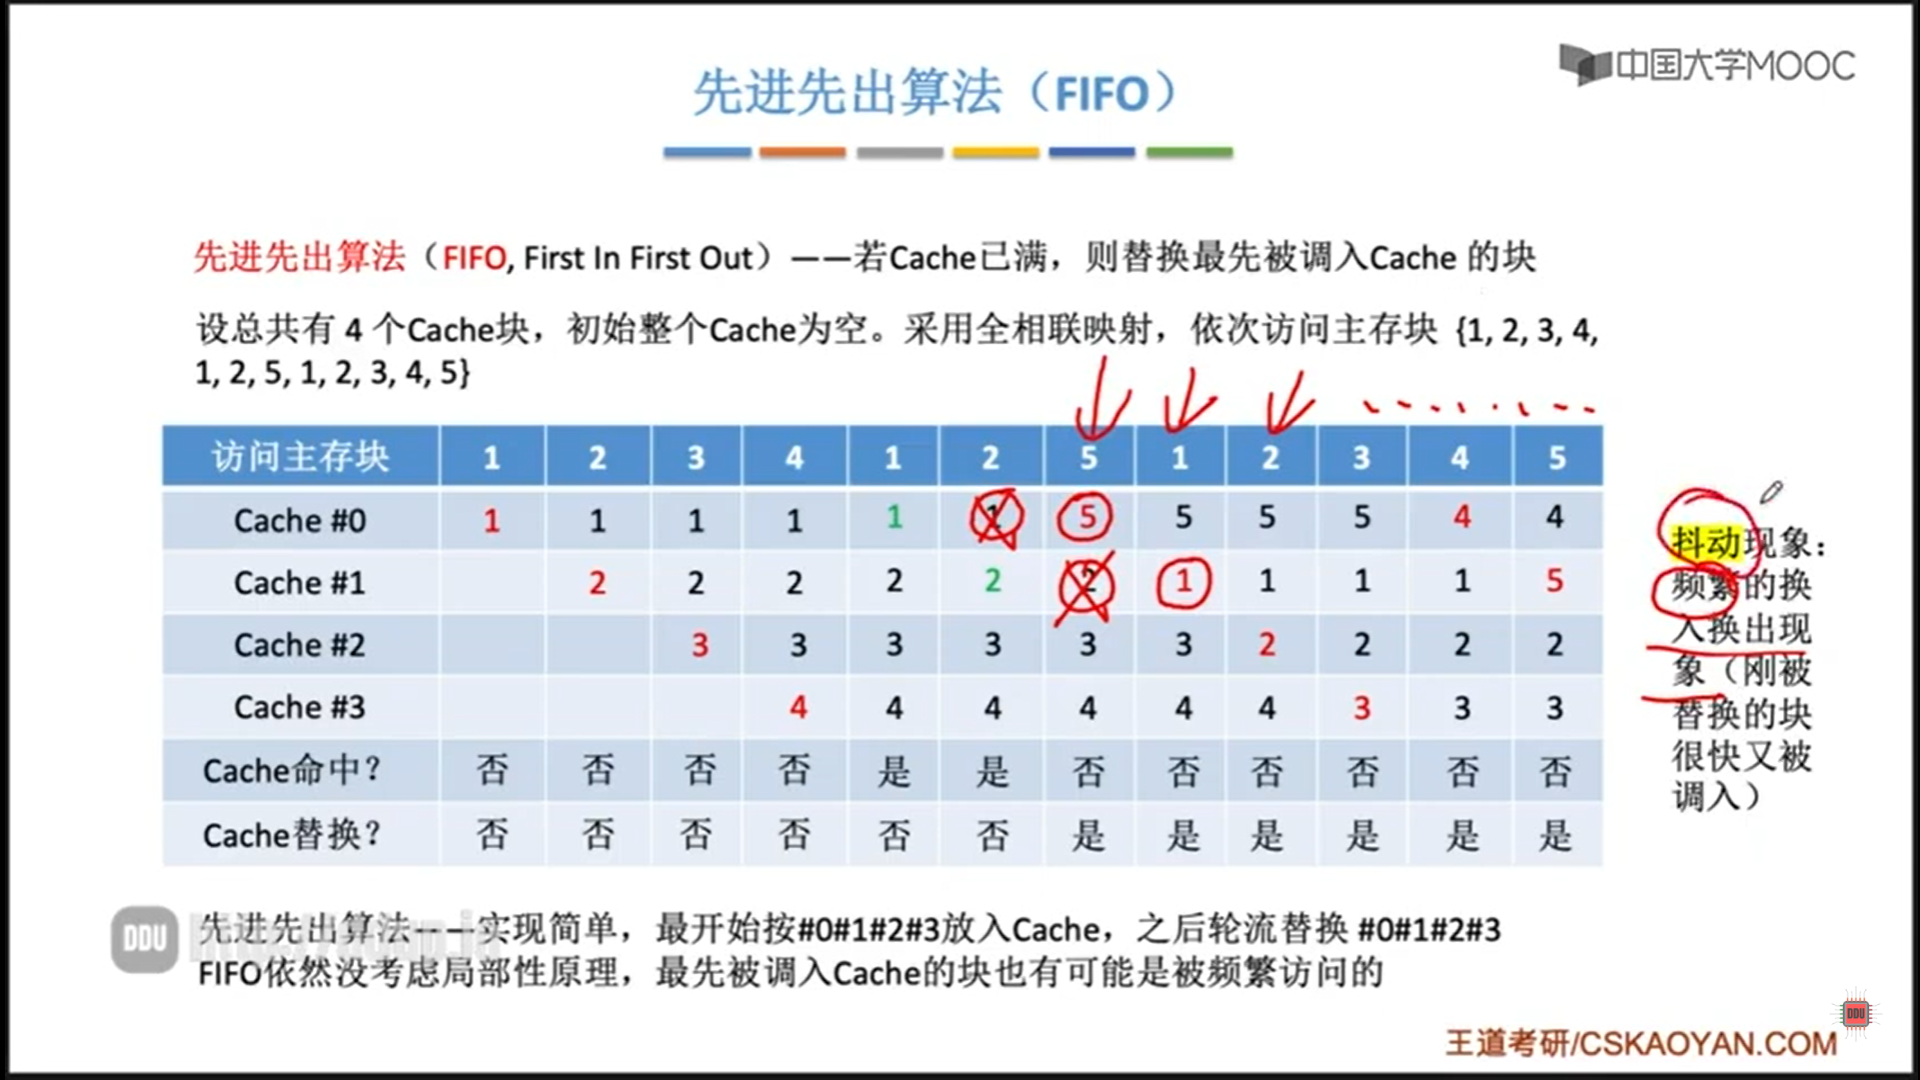 中国大学MOOC
先进先出算法（FIFO）
先进先出算法（FIFO, First In First Out）——若Cache已满，则替换最先被调入Cache 的块
设总共有 4 个Cache块，初始整个Cache为空。采用全相联映射，依次访问主存块 {1, 2, 3, 4,
1, 2, 5, 1, 2, 3, 4, 5}
访问主存块 1 2 3 4 1 2 5 1 2 3 4 5
Cache #0 1 1 1 1 1 1 5 5 5 5 4 4
Cache #1 2 2 2 2 2 2 1 1 1 1 5
Cache #2 3 3 3 3 3 3 2 2 2 2
Cache #3 4 4 4 4 4 4 3 3 3
Cache命中？ 否 否 否 否 是 是 否 否 否 否 否 否
Cache替换？ 否 否 否 否 否 否 是 是 是 是 是 是
抖动现象：
频繁的换
入换出现
象（刚被
替换的块
很快又被
调入）
先进先出算法——实现简单，最开始按#0#1#2#3放入Cache，之后轮流替换 #0#1#2#3
FIFO依然没考虑局部性原理，最先被调入Cache的块也有可能是被频繁访问的
DDU
DDU
王道考研/CSKAOYAN.COM